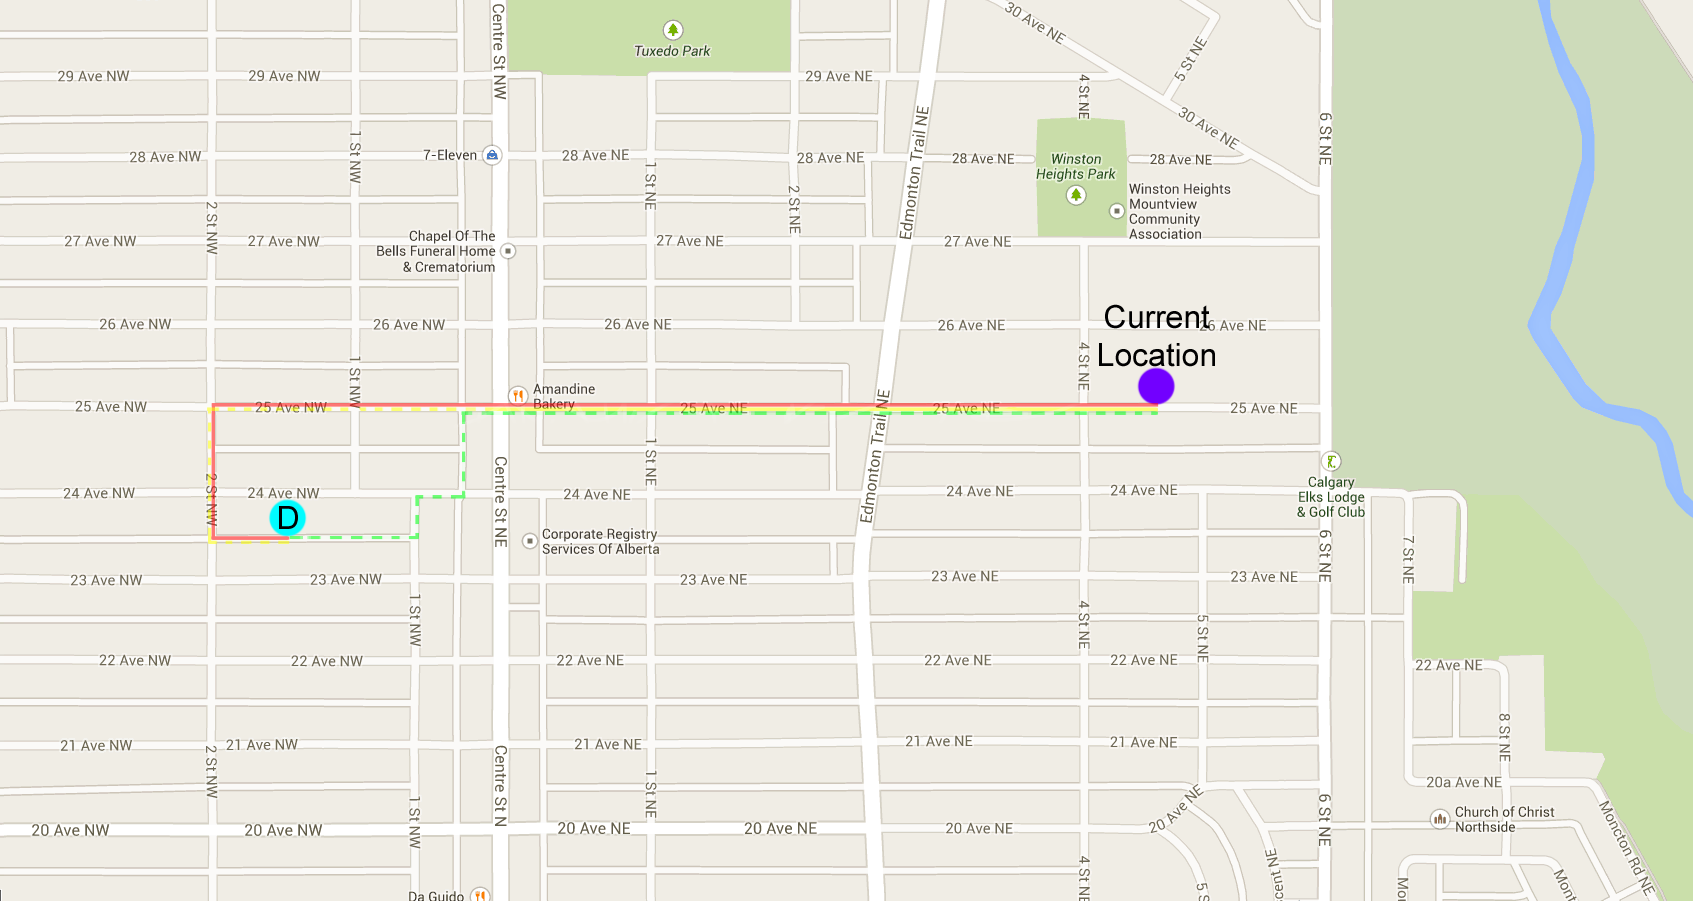 Centre St NW
Tuxedo Park
30 Ave NE
5 St NE
29 Ave NW
29 Ave NW
29 Ave NE
4 St NE
30 Ave NE
6 St NE
Edmonton Trail NE
1 St NW
28 Ave NW
7-Eleven
28 Ave NE
28 Ave NE
28 Ave NE
Winston
Heights Park
28 Ave NE
1 St NE
2 St NE
Winston Heights
Mountview
Community
Association
2 St NW
27 Ave NW
27 Ave NW
Chapel Of The
Bells Funeral Home
& Crematorium
27 Ave NE
27 Ave NE
26 Ave NW
26 Ave NW
26 Ave NE
26 Ave NE
26 Ave NE
Current
Location
1 St NW
4 St NE
Amandine
Bakery
25 Ave NW
25 Ave NW
25 Ave NE
25 Ave NE
25 Ave NE
Edmonton Trail NE
1 St NE
Centre St NE
2 St NW
24 Ave NW
24 Ave NW
24 Ave NE
24 Ave NE
24 Ave NE
Calgary
Elks Lodge
& Golf Club
D
Corporate Registry
Services Of Alberta
6 St NE
7 St NE
23 Ave NW
23 Ave NW
23 Ave NE
23 Ave NE
23 Ave NE
1 St NW
4 St NE
5 St NE
22 Ave NW
22 Ave NW
22 Ave NE
22 Ave NE
22 Ave NE
22 Ave NE
8 St NE
21 Ave NW
21 Ave NW
21 Ave NE
21 Ave NE
21 Ave NE
2 St NW
Centre St N
1 St NE
20a Ave NE
1 St NW
20 Ave NE
6 St NE
Church of Christ
Northside
Moncton Rd NE
20 Ave NW
20 Ave NW
20 Ave NE
20 Ave NE
20 Ave NE
4 St NE
5 S
cent NE
Mon
Mont
Mont
Da Guido